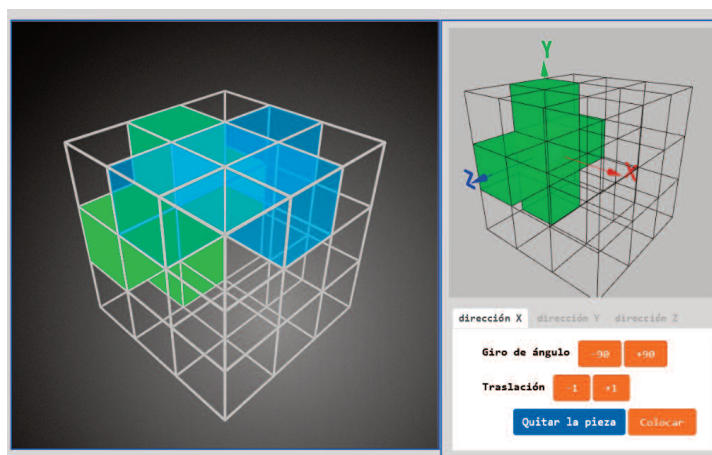 Y
Z
X
dirección X dirección Y dirección Z
Giro de ángulo -90 +90
Traslación -1 +1
Quitar la pieza Colocar